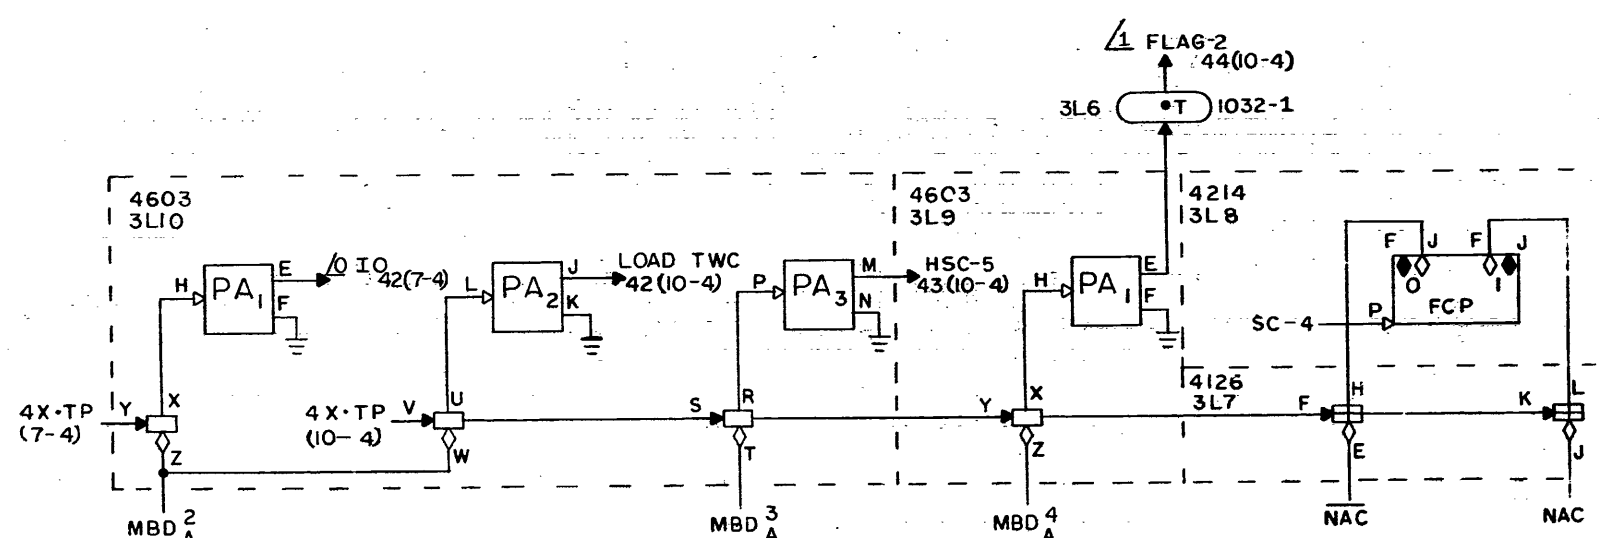 /1 FLAG-2
44(10-4)
3L6
T
1032-1
4603
3L10
4603
3L9
4214
3L8
H
PA1
E
F
/0 IO
42(7-4)
L
PA2
J
K
LOAD TWC
42(10-4)
P
PA3
M
N
HSC-5
43(10-4)
H
PA1
E
F
F
J
F
J
0
1
FCP
P
SC-4
4X·TP
(7-4)
Y
X
Z
4X·TP
(10-4)
V
U
W
S
R
T
Y
X
Z
4126
3L7
F
H
E
K
L
J
MBD 2
A
MBD 3
A
MBD 4
A
NAC
NAC